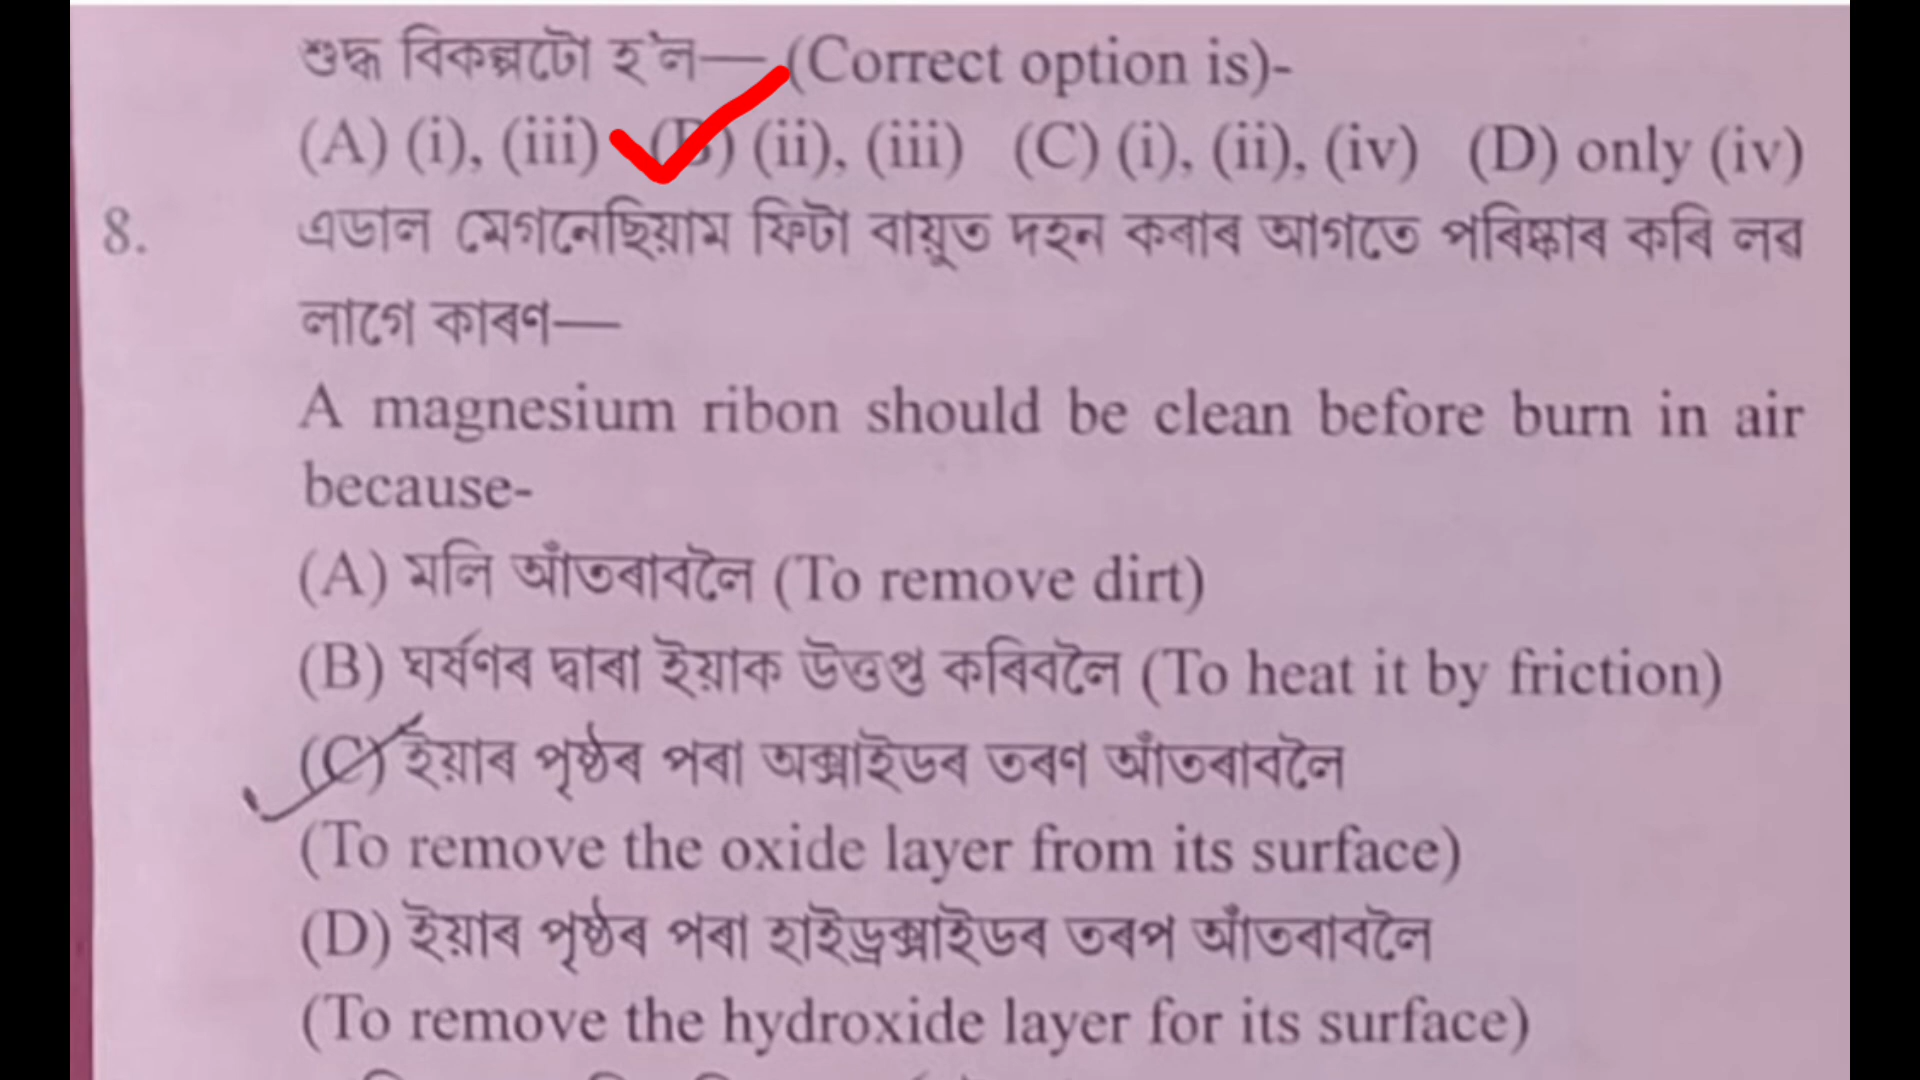 শুদ্ধ বিকল্পটো হ'ল— (Correct option is)-
(A) (i), (iii) (B) (ii), (iii) (C) (i), (ii), (iv) (D) only (iv)
8. এডাল মেগনেছিয়াম ফিটা বায়ুত দহন কৰাৰ আগতে পৰিষ্কাৰ কৰি লৱ
লাগে কাৰণ—
A magnesium ribon should be clean before burn in air
because-
(A) মলি আঁতৰাবলৈ (To remove dirt)
(B) ঘৰ্ষণৰ দ্বাৰা ইয়াক উত্তপ্ত কৰিবলৈ (To heat it by friction)
(C) ইয়াৰ পৃষ্ঠৰ পৰা অক্সাইডৰ তৰণ আঁতৰাবলৈ
(To remove the oxide layer from its surface)
(D) ইয়াৰ পৃষ্ঠৰ পৰা হাইড্ৰক্সাইডৰ তৰপ আঁতৰাবলৈ
(To remove the hydroxide layer for its surface)